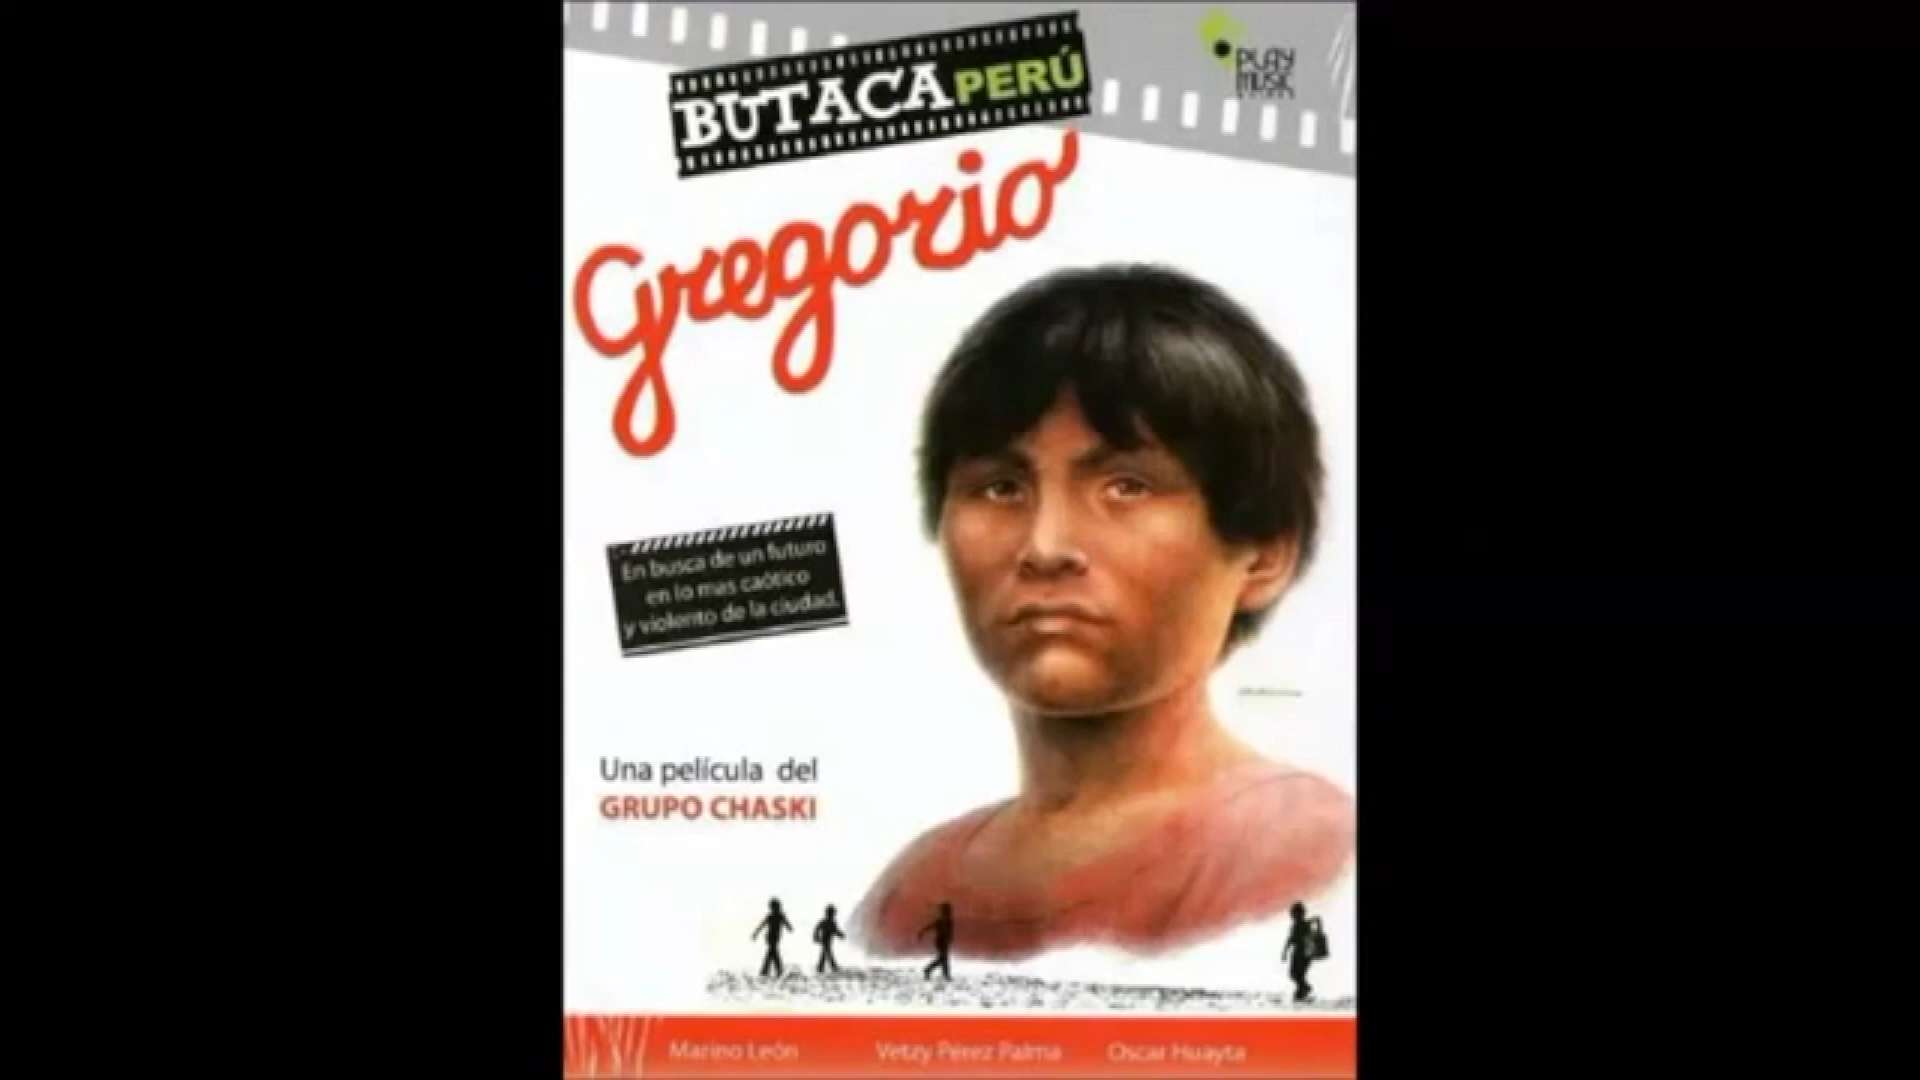 BUTACA PERÚ
PLAY
MUSIC
Gregorio
En busca de un futuro
en lo mas caótico
y violento de la ciudad.
Una película del
GRUPO CHASKI
Marino León Vetzy Pérez Palma Oscar Huayta